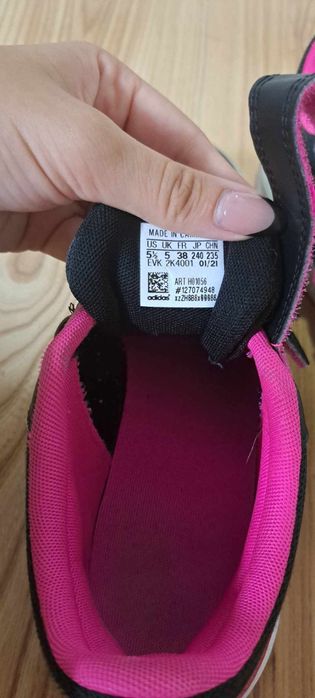 MADE IN
US UK FR JP CHN
5½ 5 38 240 235
EVK 2K4001 01/21
ART H01056
#127074948
adidas